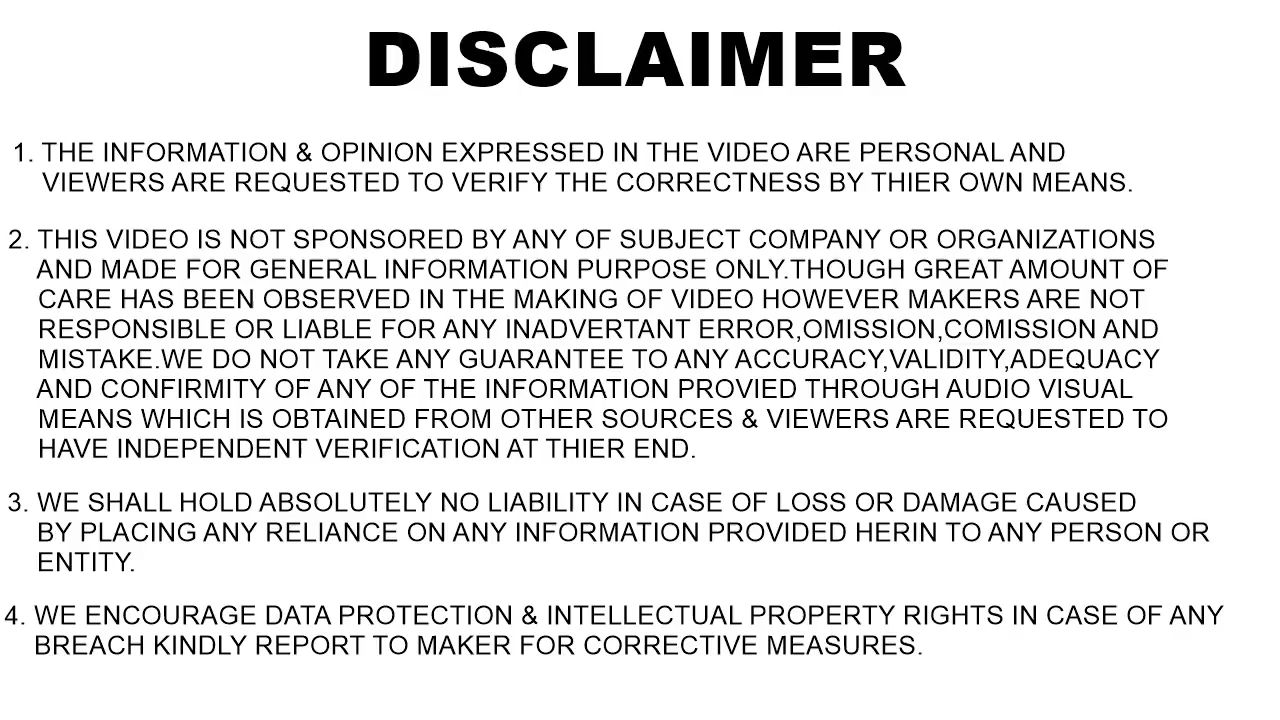 DISCLAIMER
1. THE INFORMATION & OPINION EXPRESSED IN THE VIDEO ARE PERSONAL AND
VIEWERS ARE REQUESTED TO VERIFY THE CORRECTNESS BY THIER OWN MEANS.
2. THIS VIDEO IS NOT SPONSORED BY ANY OF SUBJECT COMPANY OR ORGANIZATIONS
AND MADE FOR GENERAL INFORMATION PURPOSE ONLY.THOUGH GREAT AMOUNT OF
CARE HAS BEEN OBSERVED IN THE MAKING OF VIDEO HOWEVER MAKERS ARE NOT
RESPONSIBLE OR LIABLE FOR ANY INADVERTANT ERROR,OMISSION,COMISSION AND
MISTAKE.WE DO NOT TAKE ANY GUARANTEE TO ANY ACCURACY,VALIDITY,ADEQUACY
AND CONFIRMITY OF ANY OF THE INFORMATION PROVIED THROUGH AUDIO VISUAL
MEANS WHICH IS OBTAINED FROM OTHER SOURCES & VIEWERS ARE REQUESTED TO
HAVE INDEPENDENT VERIFICATION AT THIER END.
3. WE SHALL HOLD ABSOLUTELY NO LIABILITY IN CASE OF LOSS OR DAMAGE CAUSED
BY PLACING ANY RELIANCE ON ANY INFORMATION PROVIDED HERIN TO ANY PERSON OR
ENTITY.
4. WE ENCOURAGE DATA PROTECTION & INTELLECTUAL PROPERTY RIGHTS IN CASE OF ANY
BREACH KINDLY REPORT TO MAKER FOR CORRECTIVE MEASURES.